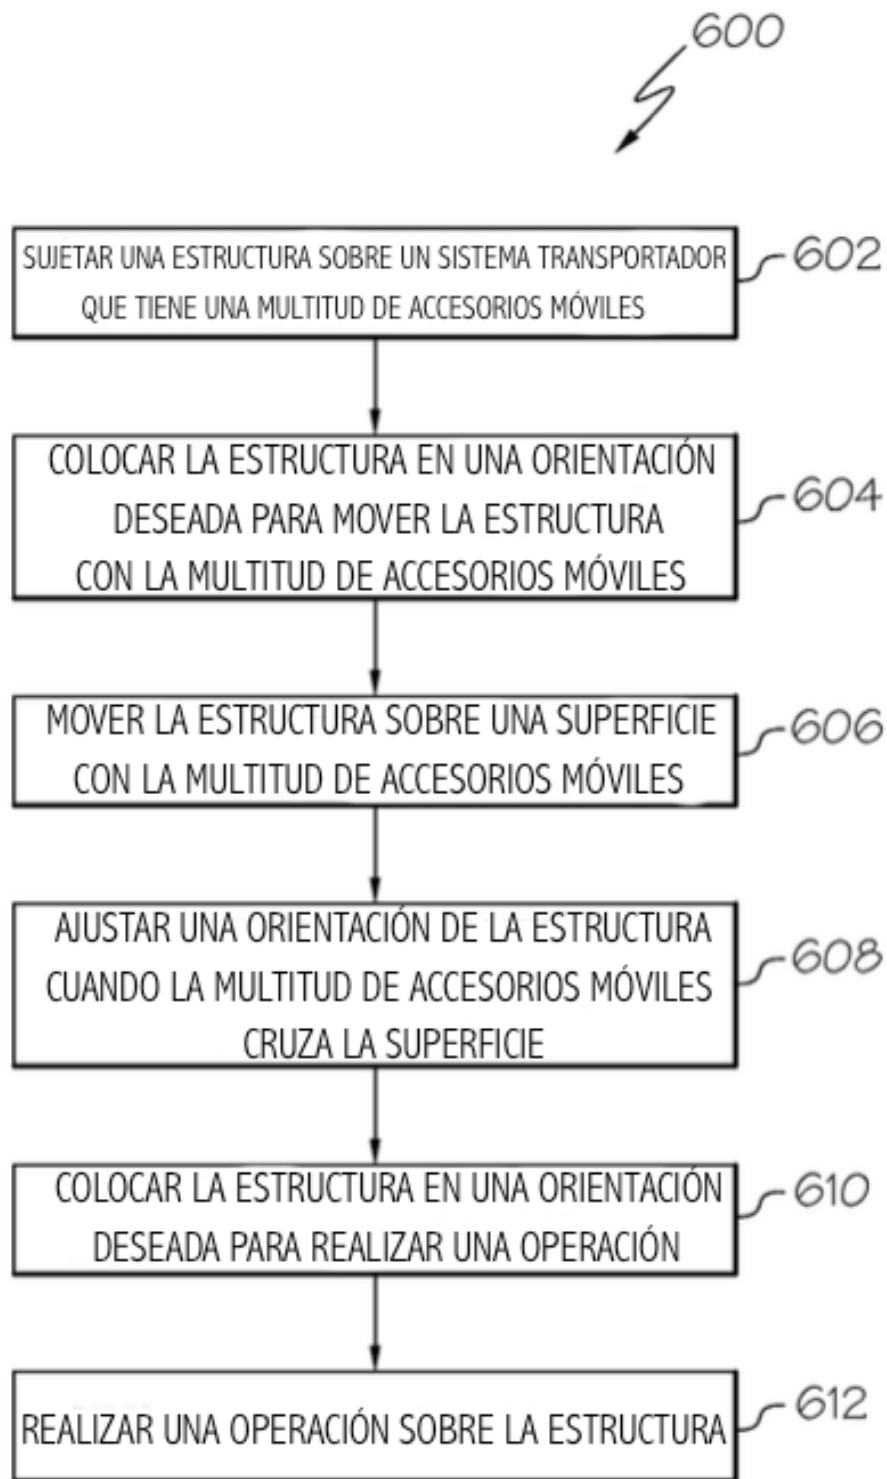 600
SUJETAR UNA ESTRUCTURA SOBRE UN SISTEMA TRANSPORTADOR
QUE TIENE UNA MULTITUD DE ACCESORIOS MÓVILES
602
COLOCAR LA ESTRUCTURA EN UNA ORIENTACIÓN
DESEADA PARA MOVER LA ESTRUCTURA
CON LA MULTITUD DE ACCESORIOS MÓVILES
604
MOVER LA ESTRUCTURA SOBRE UNA SUPERFICIE
CON LA MULTITUD DE ACCESORIOS MÓVILES
606
AJUSTAR UNA ORIENTACIÓN DE LA ESTRUCTURA
CUANDO LA MULTITUD DE ACCESORIOS MÓVILES
CRUZA LA SUPERFICIE
608
COLOCAR LA ESTRUCTURA EN UNA ORIENTACIÓN
DESEADA PARA REALIZAR UNA OPERACIÓN
610
REALIZAR UNA OPERACIÓN SOBRE LA ESTRUCTURA
612